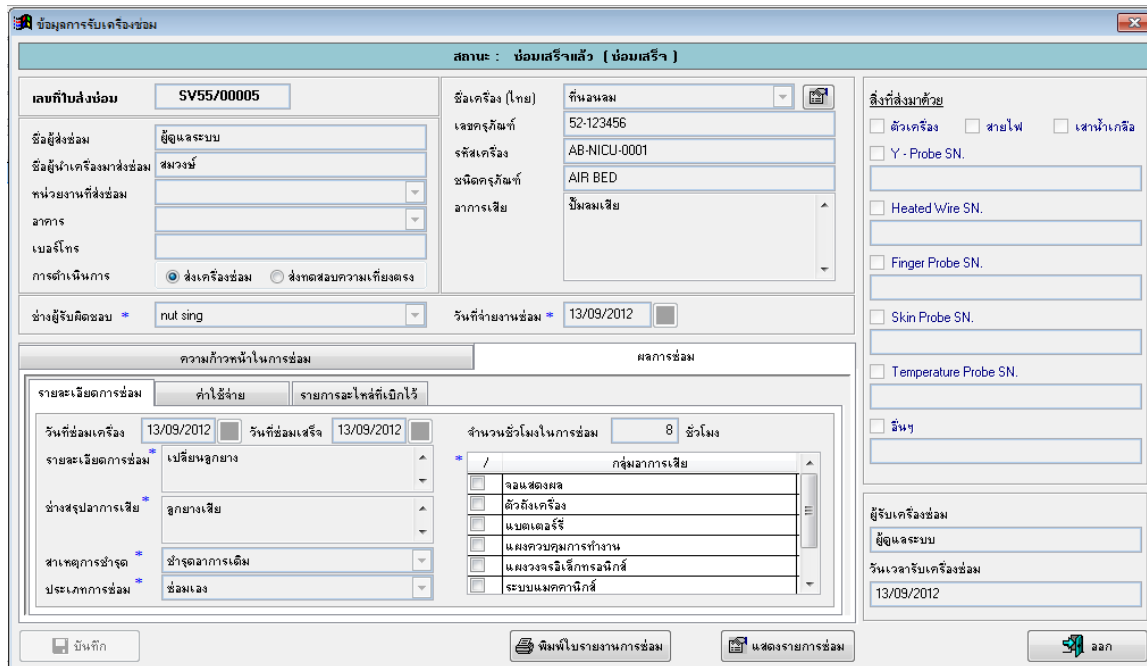 ข้อมูลการรับเครื่องซ่อม
สถานะ : ซ่อมเสร็จแล้ว ( ซ่อมเสร็จ )
เลขที่ใบส่งซ่อม SV55/00005
ชื่อผู้ส่งซ่อม ผู้ดูแลระบบ
ชื่อผู้นำเครื่องมาส่งซ่อม สมวงษ์
หน่วยงานที่ส่งซ่อม
อาคาร
เบอร์โทร
การดำเนินการ ส่งเครื่องซ่อม ส่งทดสอบความเที่ยงตรง
ชื่อเครื่อง (ไทย) ที่นอนลม
เลขครุภัณฑ์ 52-123456
รหัสเครื่อง AB-NICU-0001
ชนิดครุภัณฑ์ AIR BED
อาการเสีย ปั๊มลมเสีย
ช่างผู้รับผิดชอบ * nut sing วันที่จ่ายงานซ่อม * 13/09/2012
ความก้าวหน้าในการซ่อม ผลการซ่อม
รายละเอียดการซ่อม ค่าใช้จ่าย รายการอะไหล่ที่เบิกไว้
วันที่ซ่อมเครื่อง 13/09/2012 วันที่ซ่อมเสร็จ 13/09/2012 จำนวนชั่วโมงในการซ่อม 8 ชั่วโมง
รายละเอียดการซ่อม * เปลี่ยนลูกยาง
ช่างสรุปอาการเสีย * ลูกยางเสีย
สาเหตุการชำรุด * ชำรุดอาการเดิม
ประเภทการซ่อม * ซ่อมเอง
* / กลุ่มอาการเสีย
จอแสดงผล
ตัวถังเครื่อง
แบตเตอร์รี่
แผงควบคุมการทำงาน
แผงวงจรอิเล็กทรอนิกส์
ระบบแมคคานิกส์
สิ่งที่ส่งมาด้วย
ตัวเครื่อง สายไฟ เสาน้ำเกลือ
Y - Probe SN.
Heated Wire SN.
Finger Probe SN.
Skin Probe SN.
Temperature Probe SN.
อื่นๆ
ผู้รับเครื่องซ่อม
ผู้ดูแลระบบ
วันเวลารับเครื่องซ่อม
13/09/2012
บันทึก พิมพ์ใบรายงานการซ่อม แสดงรายการซ่อม ออก